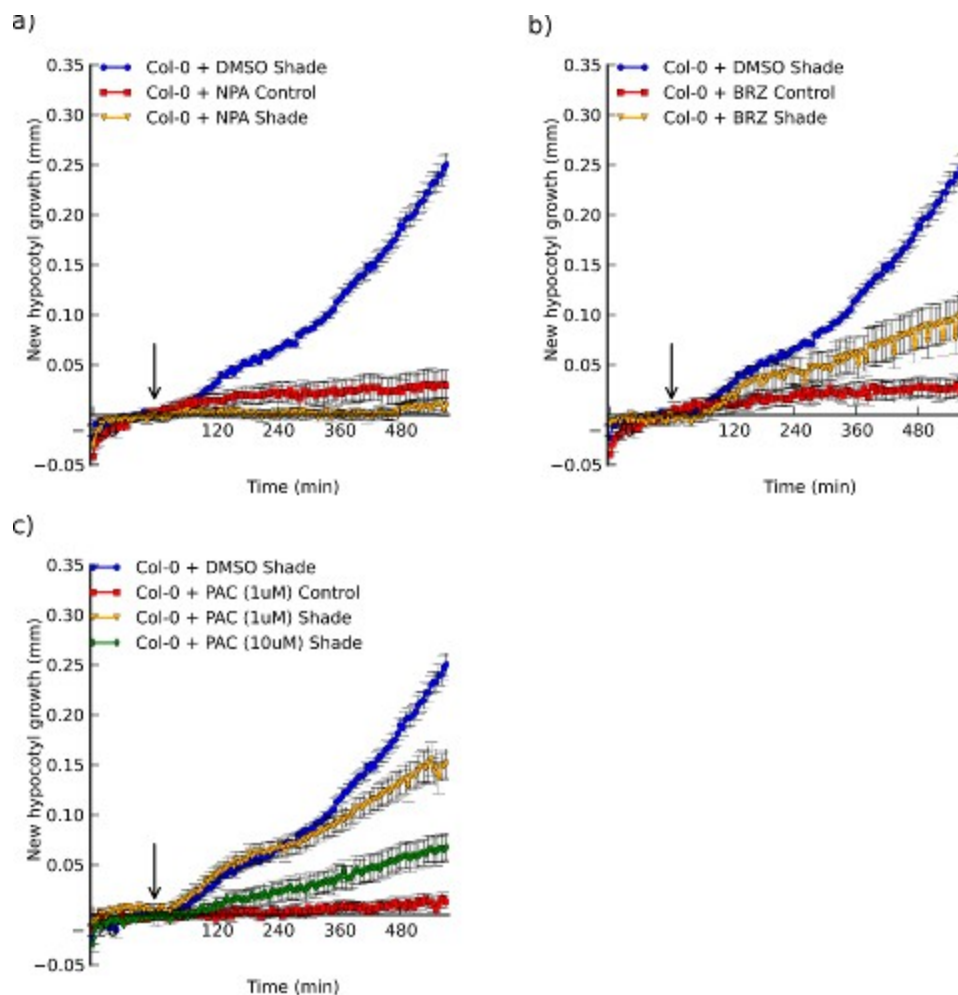 a)
0.35
0.30
0.25
0.20
0.15
0.10
0.05
−
−0.05
New hypocotyl growth (mm)
Col-0 + DMSO Shade
Col-0 + NPA Control
Col-0 + NPA Shade
120 240 360 480
Time (min)
b)
0.35
0.30
0.25
0.20
0.15
0.10
0.05
−
−0.05
New hypocotyl growth (mm)
Col-0 + DMSO Shade
Col-0 + BRZ Control
Col-0 + BRZ Shade
120 240 360 480
Time (min)
c)
0.35
0.30
0.25
0.20
0.15
0.10
0.05
−
−0.05
New hypocotyl growth (mm)
Col-0 + DMSO Shade
Col-0 + PAC (1uM) Control
Col-0 + PAC (1uM) Shade
Col-0 + PAC (10uM) Shade
120 240 360 480
Time (min)